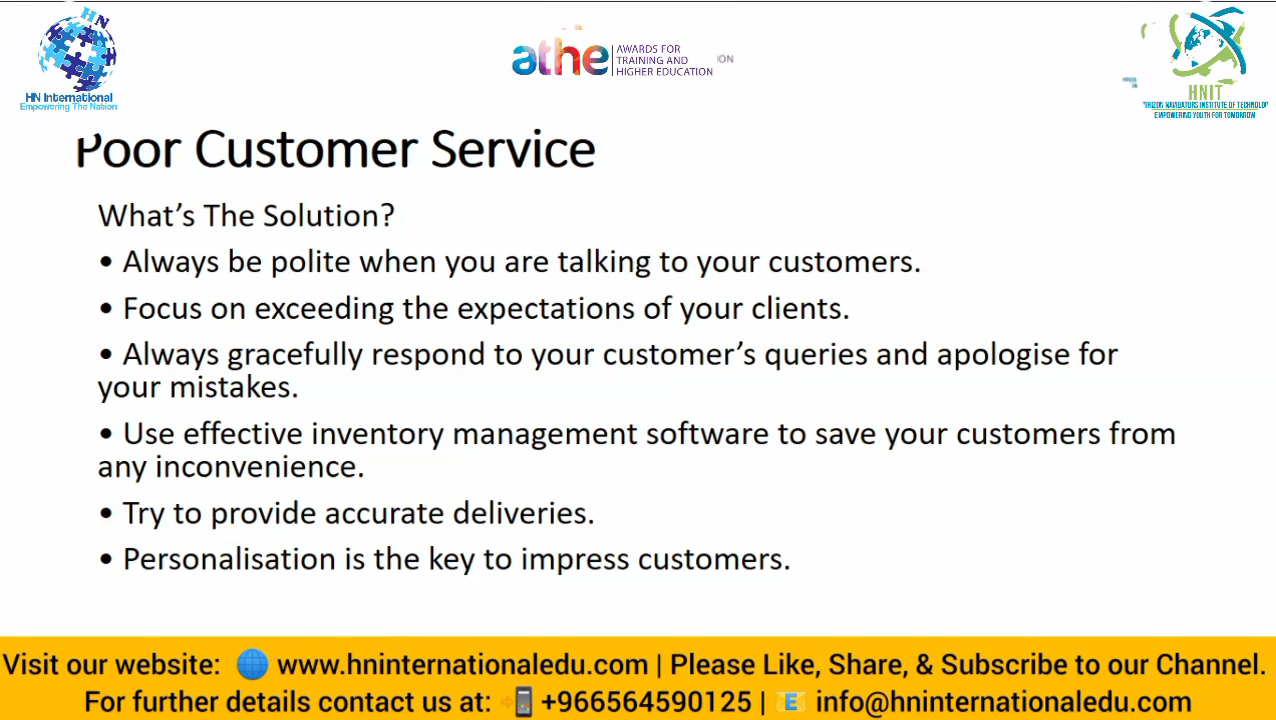 HN
HN International
Empowering The Nation
athe
AWARDS FOR
TRAINING AND
HIGHER EDUCATION
HNIT
INSTITUTE OF
EMPOWERING YOUTH FOR TOMORROW
Poor Customer Service
What’s The Solution?
• Always be polite when you are talking to your customers.
• Focus on exceeding the expectations of your clients.
• Always gracefully respond to your customer’s queries and apologise for
your mistakes.
• Use effective inventory management software to save your customers from
any inconvenience.
• Try to provide accurate deliveries.
• Personalisation is the key to impress customers.
Visit our website: 🌐 www.hninternationaledu.com | Please Like, Share, & Subscribe to our Channel.
For further details contact us at: 📲 +966564590125 | 📧 info@hninternationaledu.com